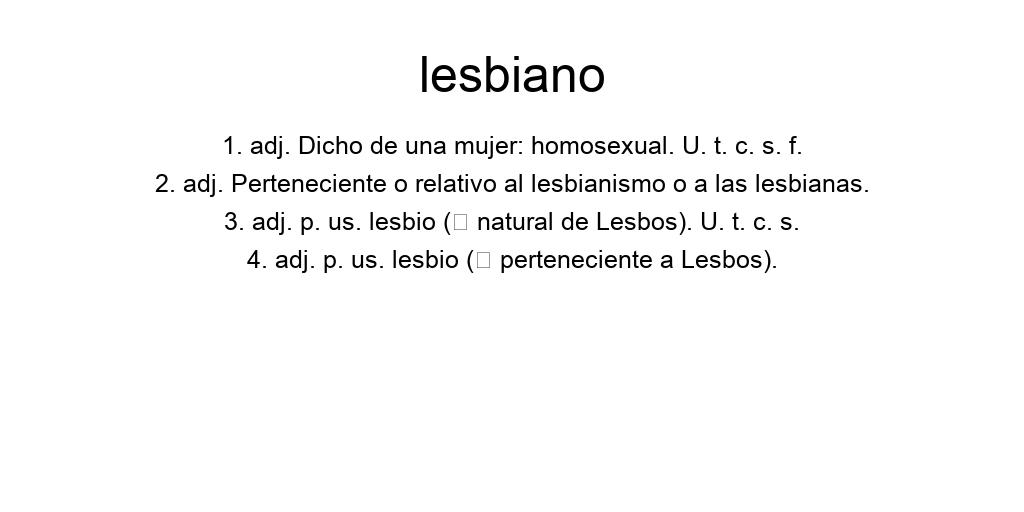 lesbiano
1. adj. Dicho de una mujer: homosexual. U. t. c. s. f.
2. adj. Perteneciente o relativo al lesbianismo o a las lesbianas.
3. adj. p. us. lesbio (□ natural de Lesbos). U. t. c. s.
4. adj. p. us. lesbio (□ perteneciente a Lesbos).